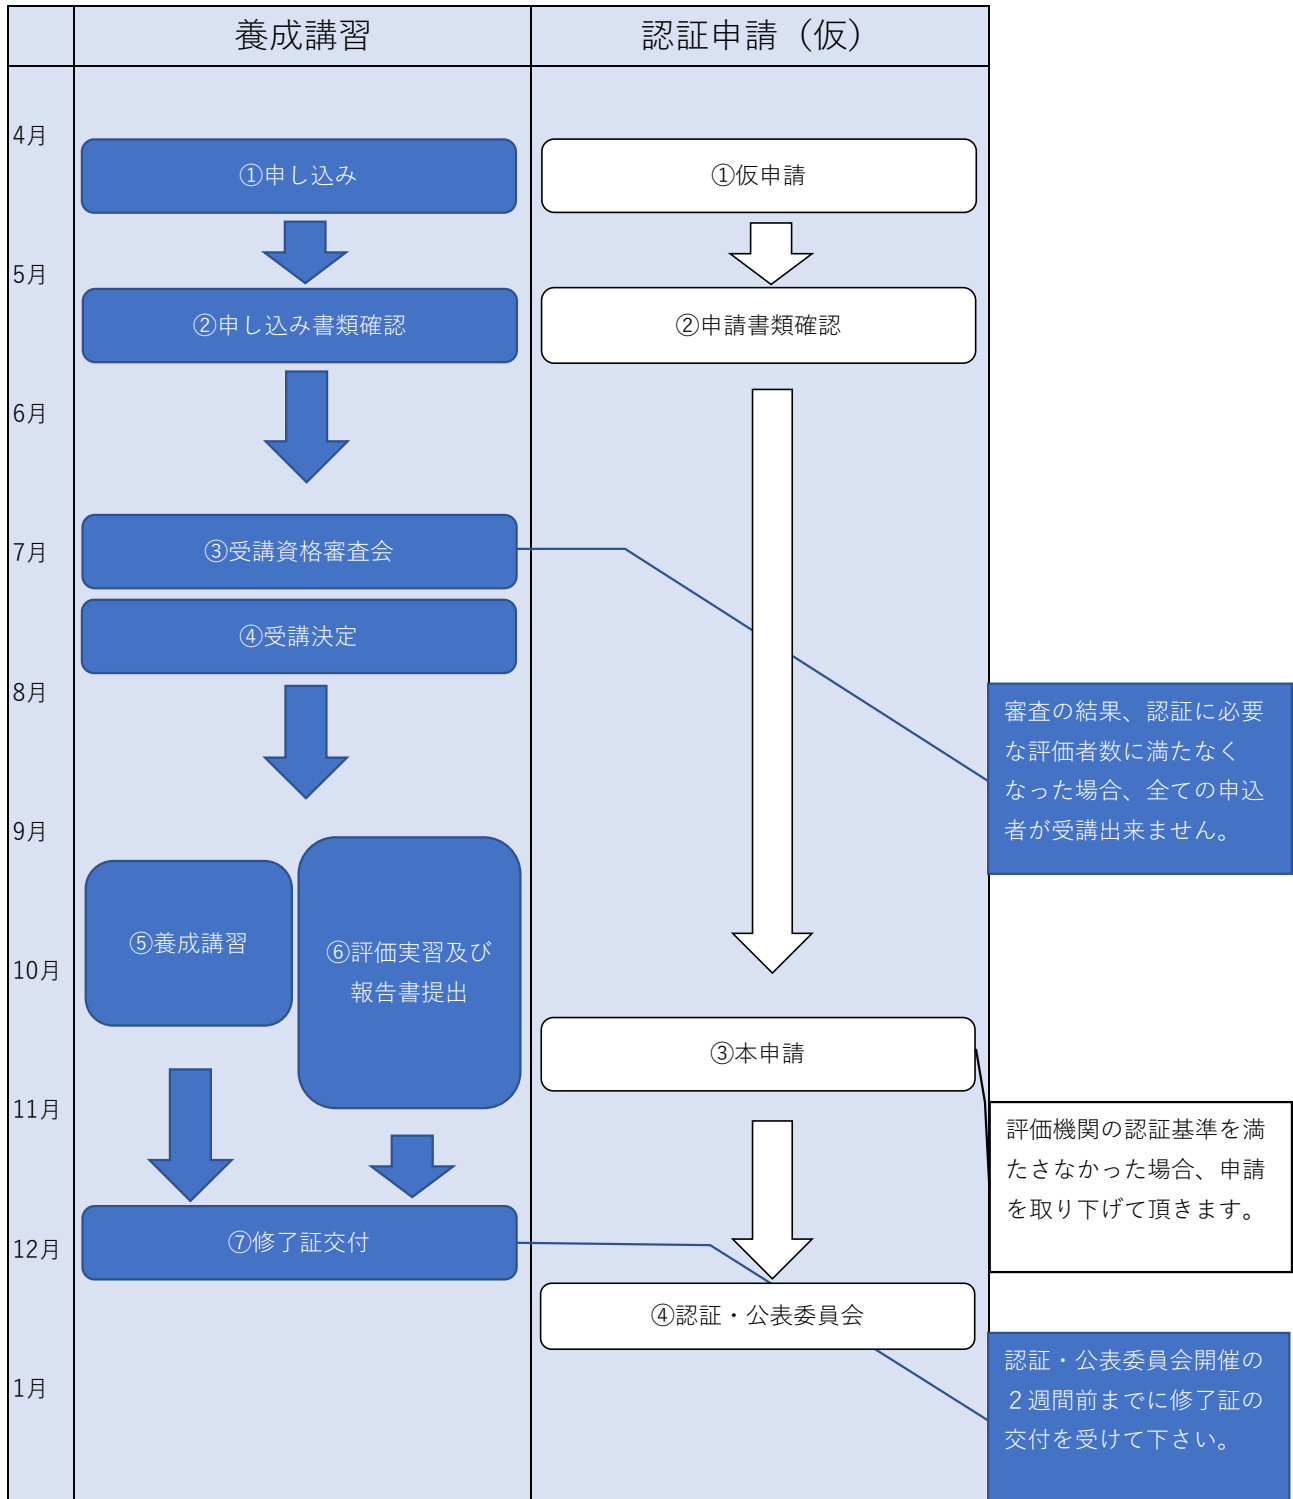 養成講習
認証申請（仮）
4月
①申し込み
①仮申請
5月
②申し込み書類確認
②申請書類確認
6月
7月
③受講資格審査会
④受講決定
8月
審査の結果、認証に必要
な評価者数に満たなく
なった場合、全ての申込
者が受講出来ません。
9月
⑤養成講習
⑥評価実習及び
報告書提出
10月
③本申請
11月
評価機関の認証基準を満
たさなかった場合、申請
を取り下げて頂きます。
12月
⑦修了証交付
④認証・公表委員会
1月
認証・公表委員会開催の
２週間前までに修了証の
交付を受けて下さい。